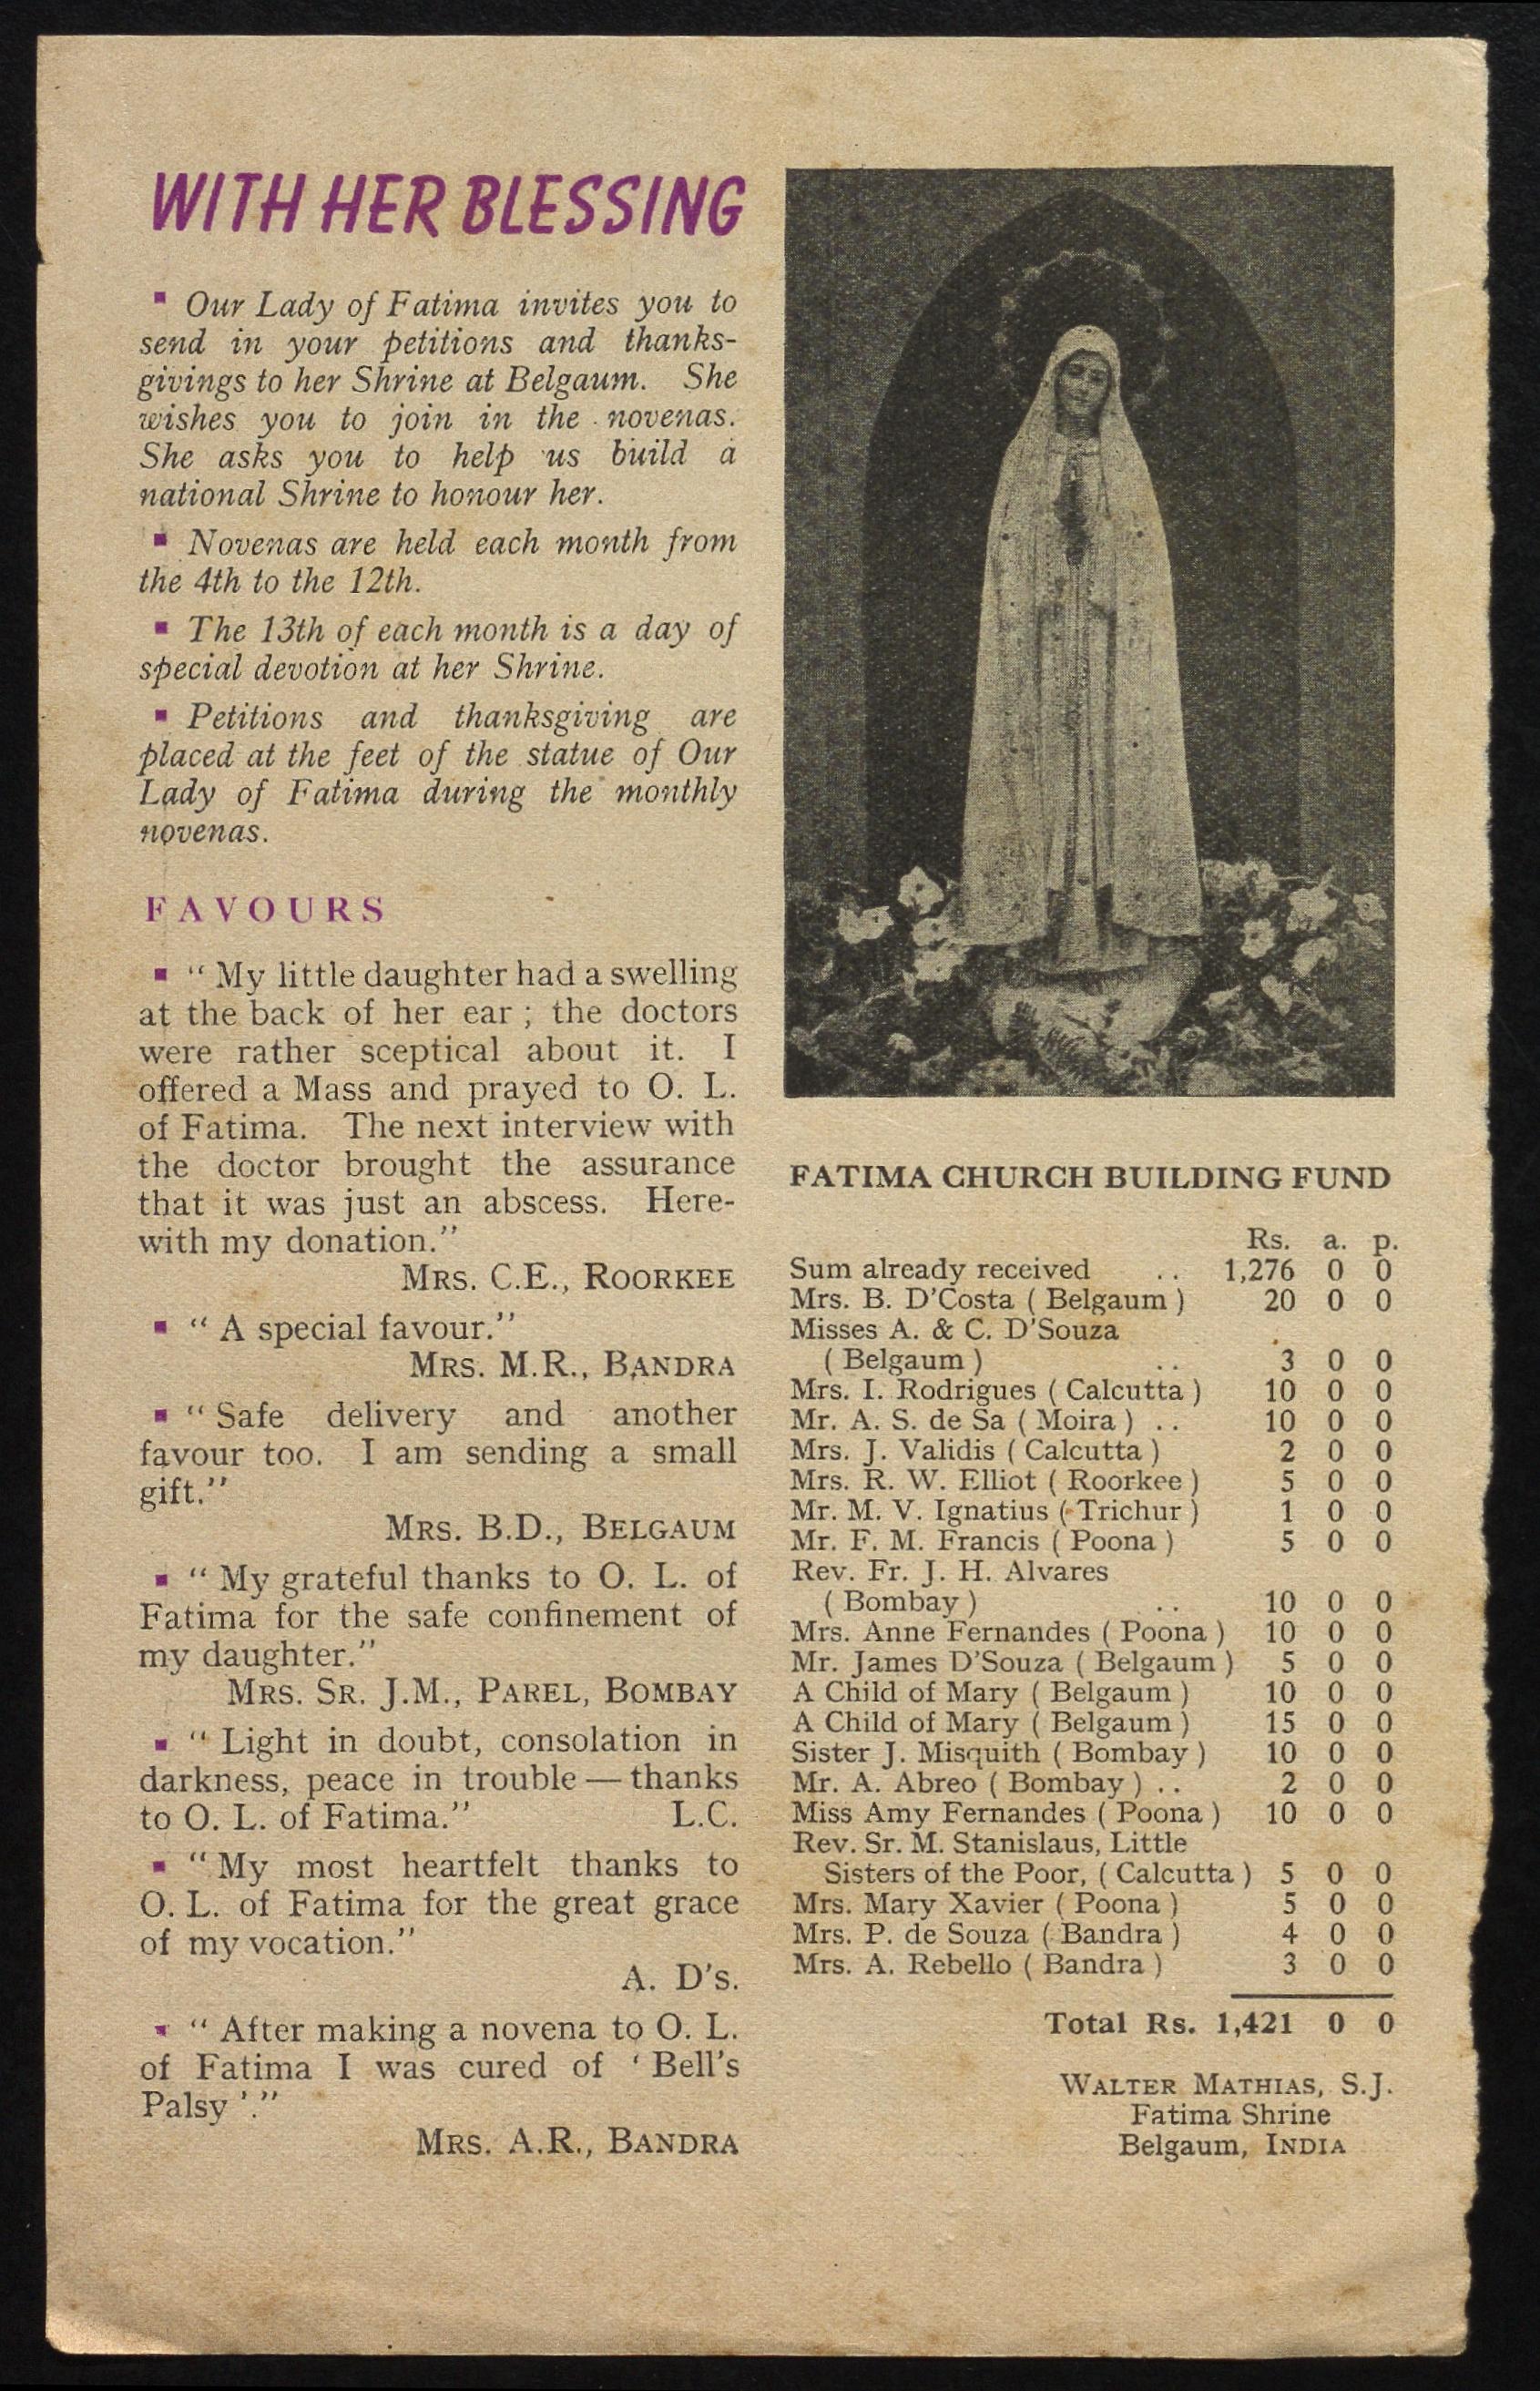 WITH HER BLESSING
▪ Our Lady of Fatima invites you to
send in your petitions and thanks-
givings to her Shrine at Belgaum. She
wishes you to join in the novenas.
She asks you to help us build a
national Shrine to honour her.
▪ Novenas are held each month from
the 4th to the 12th.
▪ The 13th of each month is a day of
special devotion at her Shrine.
▪ Petitions and thanksgiving are
placed at the feet of the statue of Our
Lady of Fatima during the monthly
novenas.
FAVOURS
▪ “ My little daughter had a swelling
at the back of her ear ; the doctors
were rather sceptical about it. I
offered a Mass and prayed to O. L.
of Fatima. The next interview with
the doctor brought the assurance
that it was just an abscess. Here-
with my donation.”
MRS. C.E., ROORKEE
▪ “ A special favour.”
MRS. M.R., BANDRA
▪ “ Safe delivery and another
favour too. I am sending a small
gift.”
MRS. B.D., BELGAUM
▪ “ My grateful thanks to O. L. of
Fatima for the safe confinement of
my daughter.”
MRS. SR. J.M., PAREL, BOMBAY
▪ “ Light in doubt, consolation in
darkness, peace in trouble — thanks
to O. L. of Fatima.” L.C.
▪ “ My most heartfelt thanks to
O. L. of Fatima for the great grace
of my vocation.”
A. D's.
▪ “ After making a novena to O. L.
of Fatima I was cured of ‘ Bell's
Palsy ’.”
MRS. A.R., BANDRA
FATIMA CHURCH BUILDING FUND
Rs. a. p.
Sum already received .. 1,276 0 0
Mrs. B. D'Costa ( Belgaum ) 20 0 0
Misses A. & C. D'Souza
( Belgaum ) .. 3 0 0
Mrs. I. Rodrigues ( Calcutta ) 10 0 0
Mr. A. S. de Sa ( Moira ) .. 10 0 0
Mrs. J. Validis ( Calcutta ) 2 0 0
Mrs. R. W. Elliot ( Roorkee ) 5 0 0
Mr. M. V. Ignatius ( Trichur ) 1 0 0
Mr. F. M. Francis ( Poona ) 5 0 0
Rev. Fr. J. H. Alvares
( Bombay ) .. 10 0 0
Mrs. Anne Fernandes ( Poona ) 10 0 0
Mr. James D'Souza ( Belgaum ) 5 0 0
A Child of Mary ( Belgaum ) 10 0 0
A Child of Mary ( Belgaum ) 15 0 0
Sister J. Misquith ( Bombay ) 10 0 0
Mr. A. Abreo ( Bombay ) .. 2 0 0
Miss Amy Fernandes ( Poona ) 10 0 0
Rev. Sr. M. Stanislaus, Little
Sisters of the Poor, ( Calcutta ) 5 0 0
Mrs. Mary Xavier ( Poona ) 5 0 0
Mrs. P. de Souza ( Bandra ) 4 0 0
Mrs. A. Rebello ( Bandra ) 3 0 0
Total Rs. 1,421 0 0
WALTER MATHIAS, S.J.
Fatima Shrine
Belgaum, INDIA